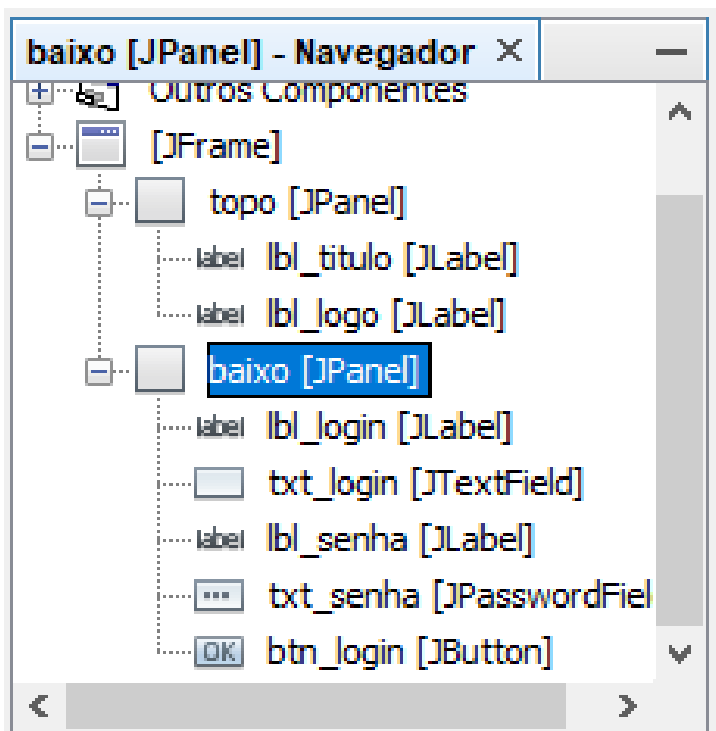 baixo [JPanel] - Navegador
Outros Componentes
[JFrame]
topo [JPanel]
label lbl_titulo [JLabel]
label lbl_logo [JLabel]
baixo [JPanel]
label lbl_login [JLabel]
txt_login [JTextField]
label lbl_senha [JLabel]
txt_senha [JPasswordFiel
OK btn_login [JButton]